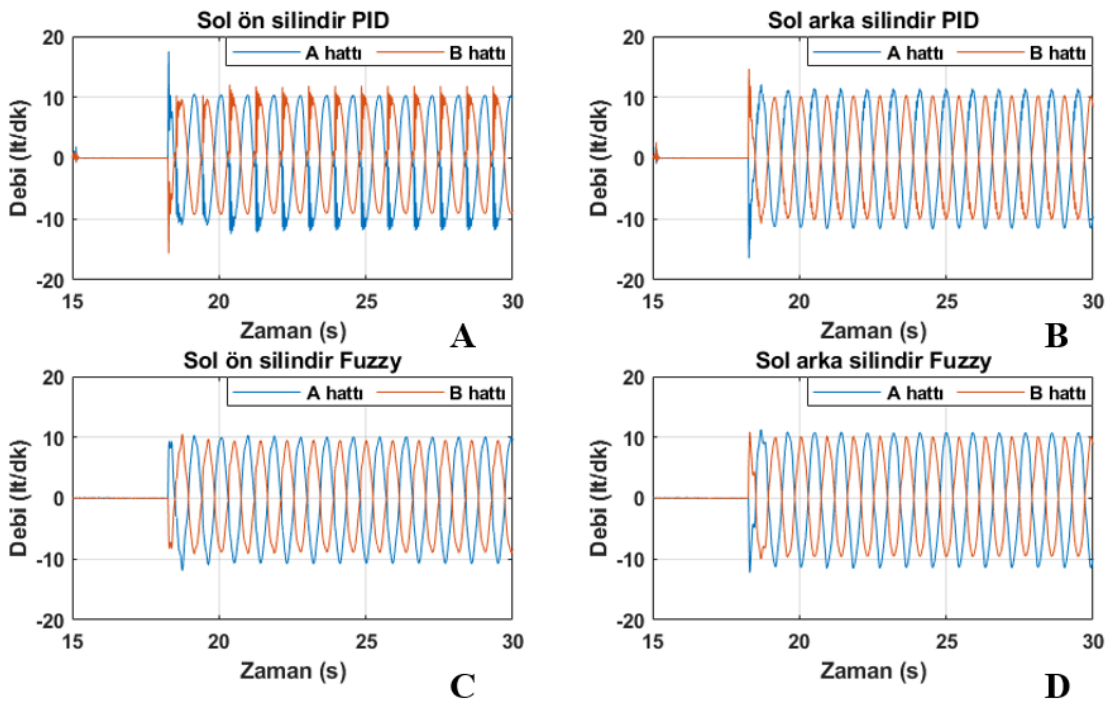 Sol ön silindir PID
A hattı B hattı
Debi (lt/dk)
20
10
0
-10
-20
15 20 25 30
Zaman (s)
A
Sol arka silindir PID
A hattı B hattı
Debi (lt/dk)
20
10
0
-10
-20
15 20 25 30
Zaman (s)
B
Sol ön silindir Fuzzy
A hattı B hattı
Debi (lt/dk)
20
10
0
-10
-20
15 20 25 30
Zaman (s)
C
Sol arka silindir Fuzzy
A hattı B hattı
Debi (lt/dk)
20
10
0
-10
-20
15 20 25 30
Zaman (s)
D